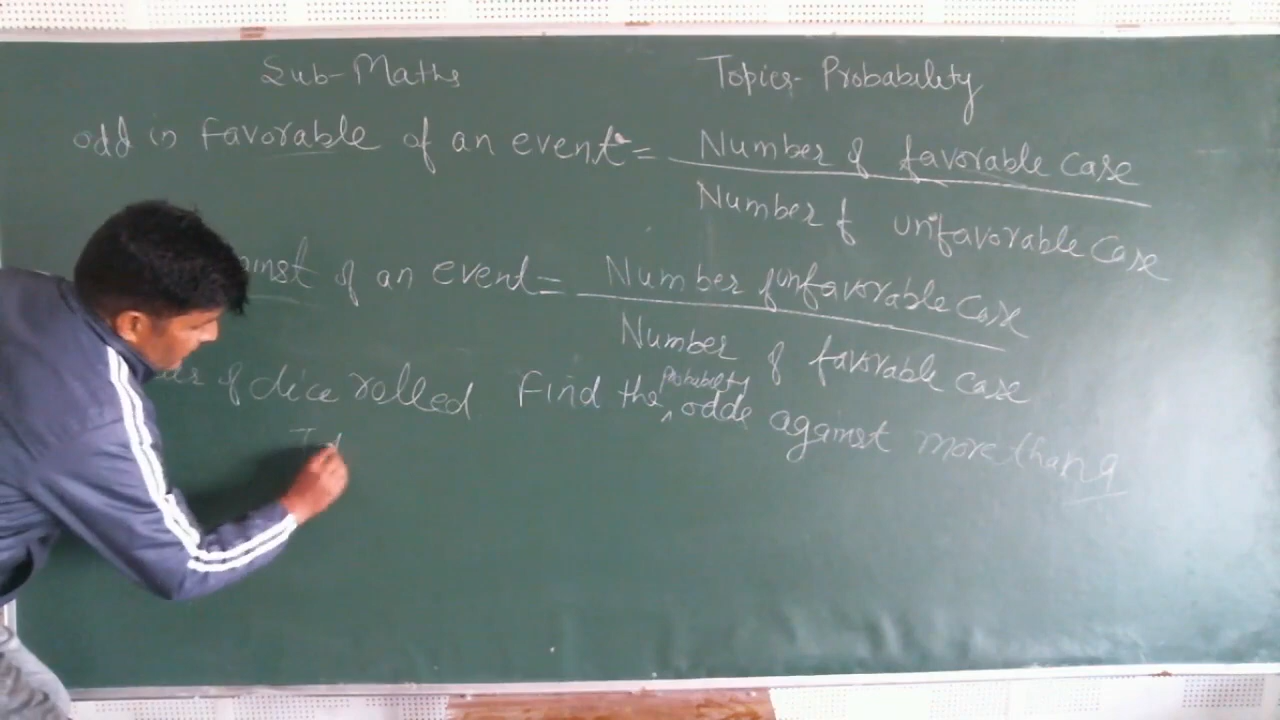 Sub-Maths
Topics- Probability
odd in favorable of an event = Number of favorable case
Number of unfavorable Case
of an event = Number of unfavorable Case
Number of favorable case
of dice rolled Find the Probability odde against more than 9